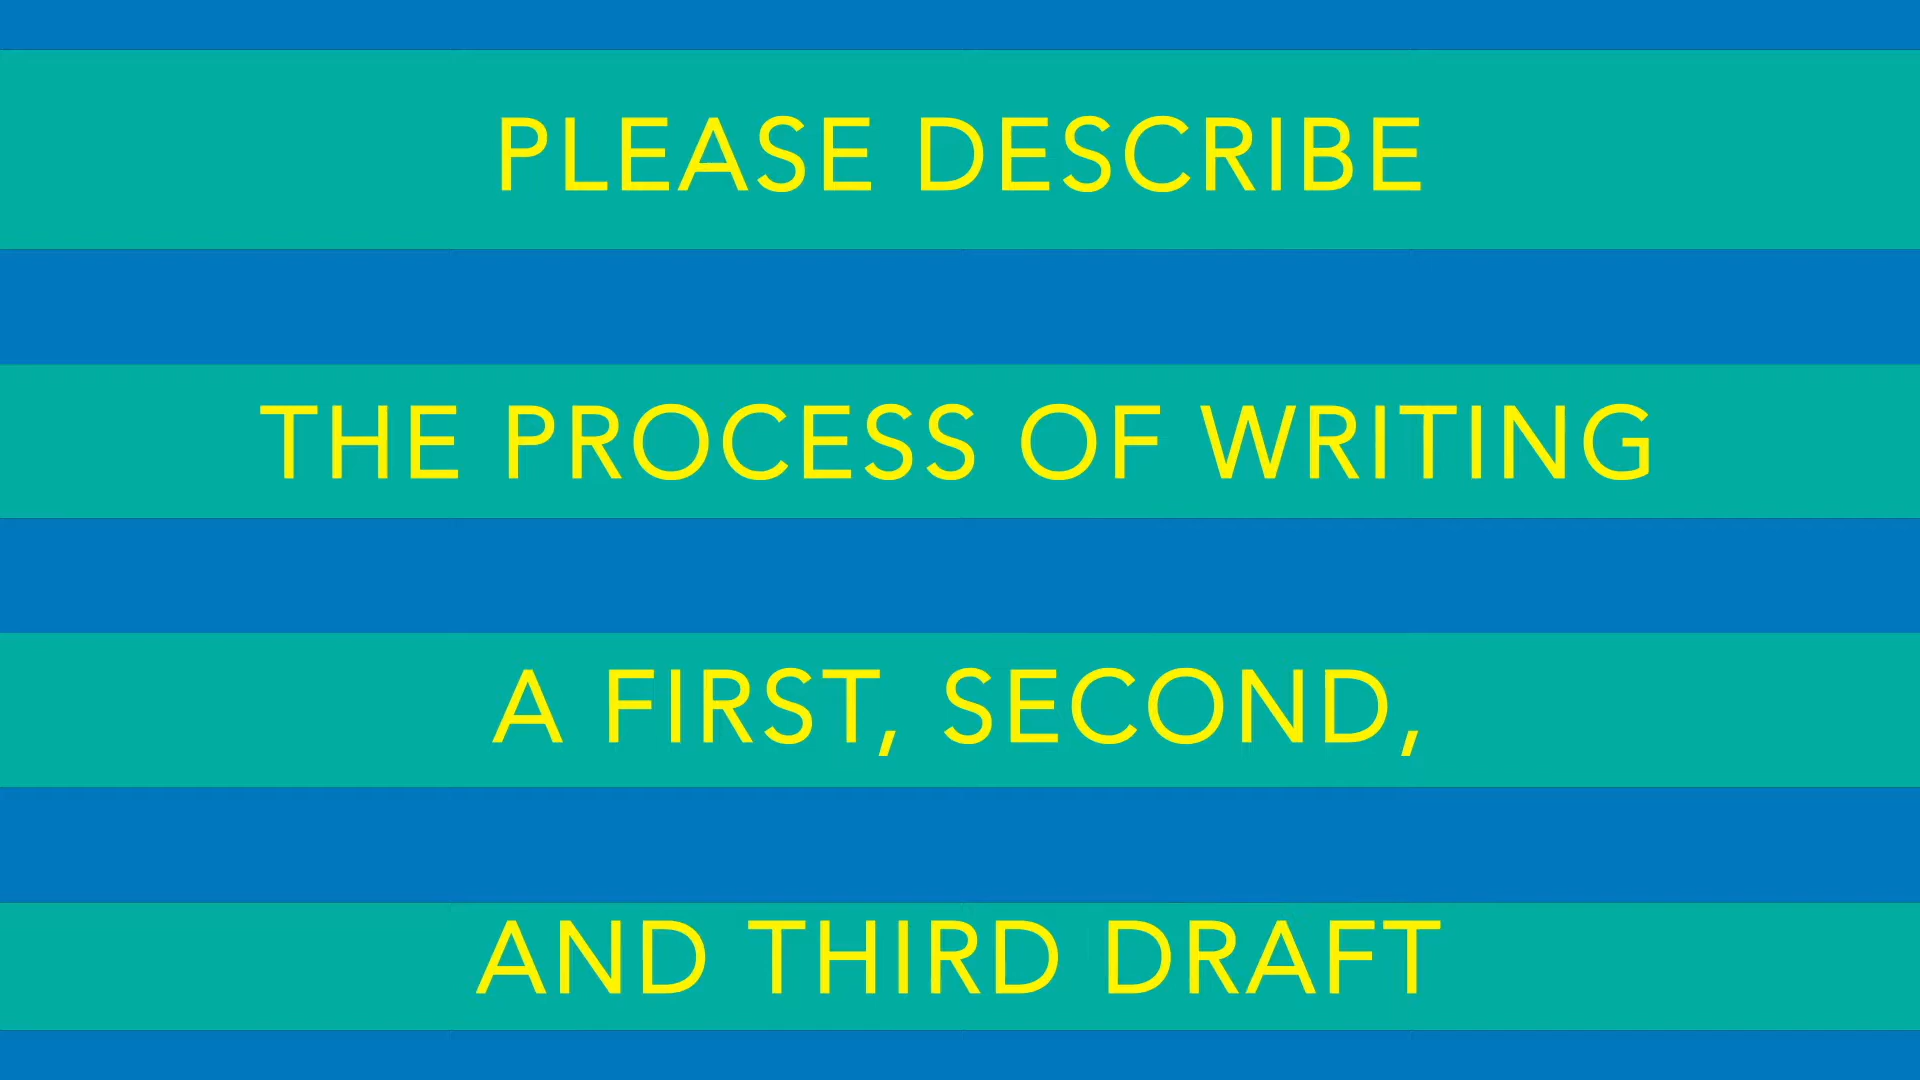 PLEASE DESCRIBE
THE PROCESS OF WRITING
A FIRST, SECOND,
AND THIRD DRAFT